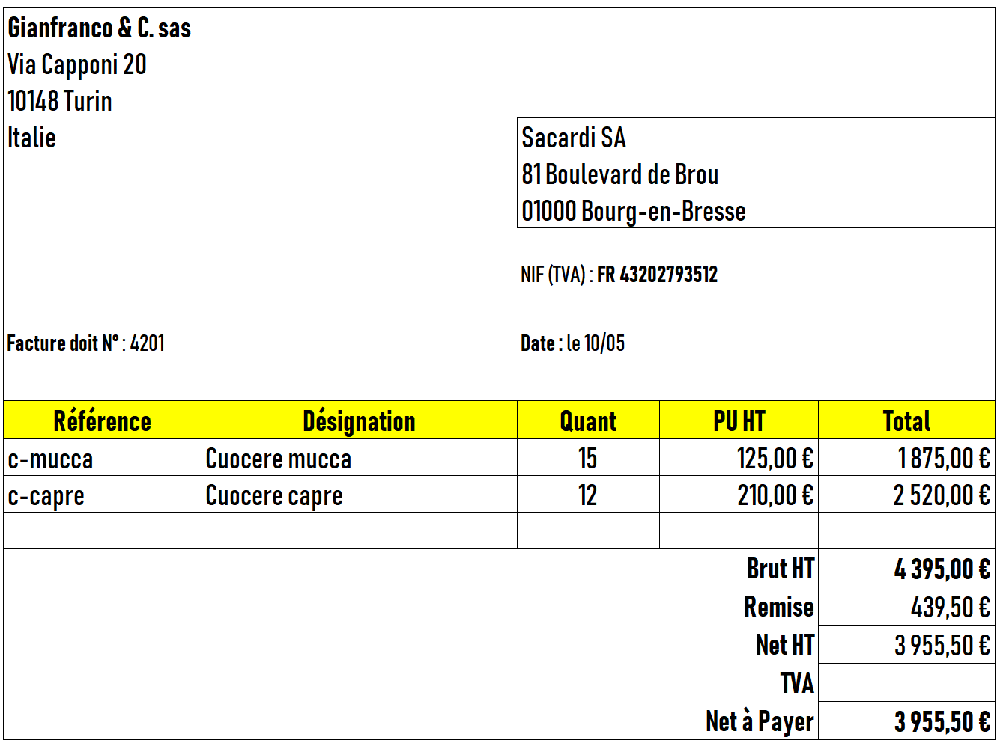 Gianfranco & C. sas
Via Capponi 20
10148 Turin
Italie
Sacardi SA
81 Boulevard de Brou
01000 Bourg-en-Bresse
NIF (TVA) : FR 43202793512
Facture doit N° : 4201 Date : le 10/05
Référence Désignation Quant PU HT Total
c-mucca Cuocere mucca 15 125,00 € 1 875,00 €
c-capre Cuocere capre 12 210,00 € 2 520,00 €
Brut HT 4 395,00 €
Remise 439,50 €
Net HT 3 955,50 €
TVA
Net à Payer 3 955,50 €